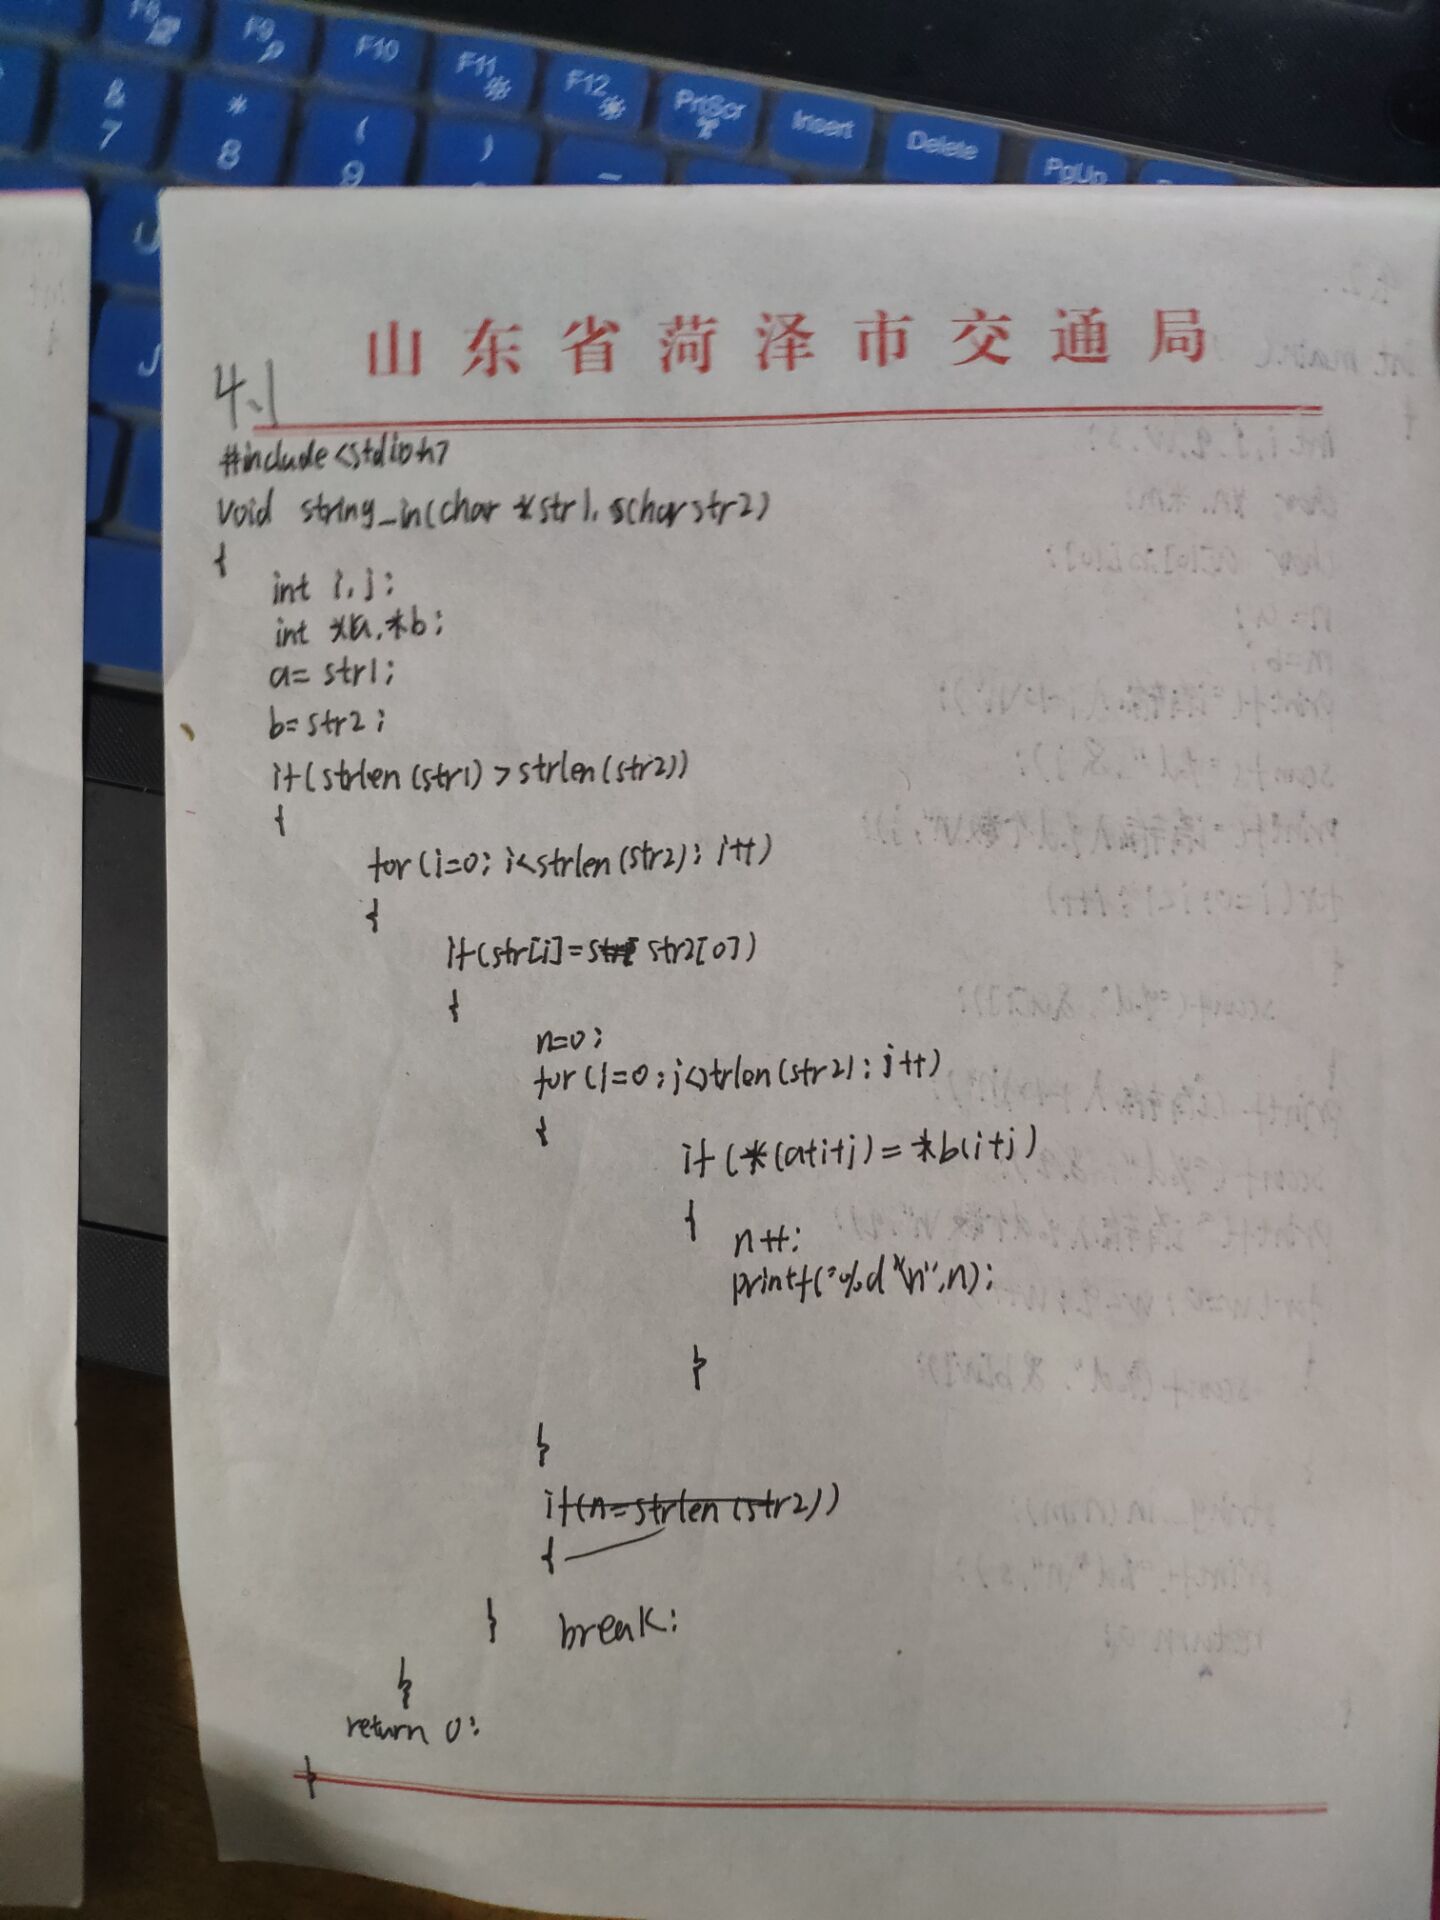 F8
F9
F10
F11
F12
PrtScr
Insert
Delete
PgUp
&
7
*
8
(
9
)
山东省菏泽市交通局
4.1
#include<stdio.h>
void string_in(char *str1, char str2)
{
int i, j;
int *a, *b;
a= str1;
b= str2;
if(strlen(str1) > strlen(str2))
{
for(i=0; i<strlen(str2); i++)
{
if(str[i]= str2[0])
{
n=0;
for(j=0; j<strlen(str2); j++)
{
if(*(a+i+j)= *b(i+j)
{
n++;
printf("%d"\n",n);
}
}
if(n=strlen(str2))
{
} break;
}
return 0;
}